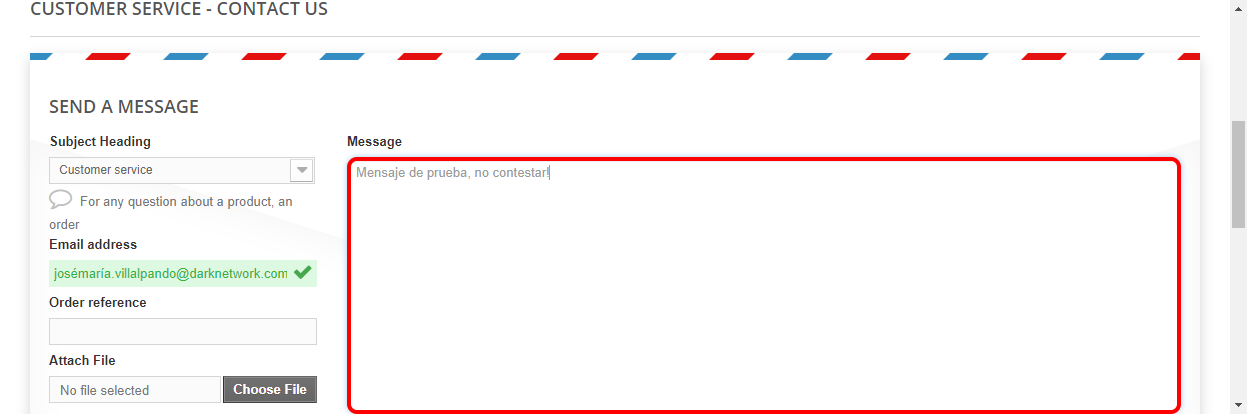 CUSTOMER SERVICE - CONTACT US
SEND A MESSAGE
Subject Heading
Customer service
For any question about a product, an
order
Email address
josémaría.villalpando@darknetwork.com
Order reference
Attach File
No file selected
Choose File
Message
Mensaje de prueba, no contestar!